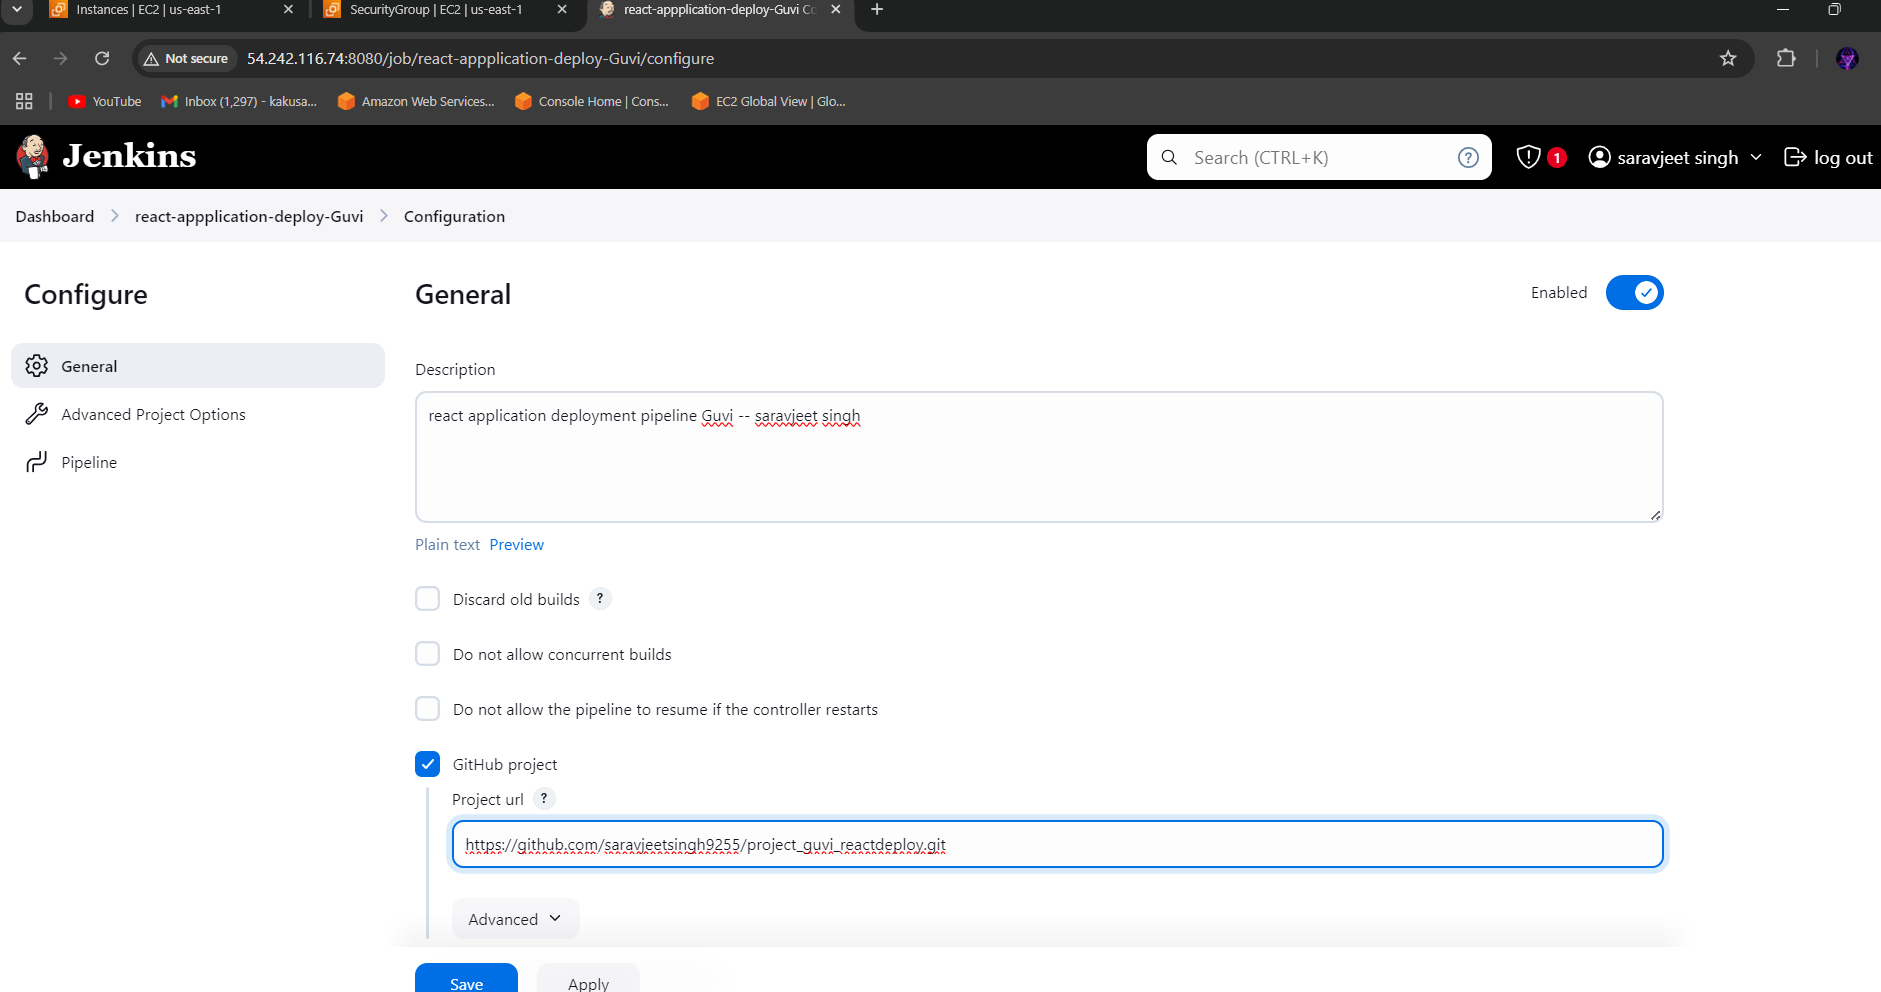 Instances | EC2 | us-east-1
SecurityGroup | EC2 | us-east-1
react-appplication-deploy-Guvi Co
Not secure
54.242.116.74:8080/job/react-appplication-deploy-Guvi/configure
YouTube
Inbox (1,297) - kakusa...
Amazon Web Services...
Console Home | Cons...
EC2 Global View | Glo...
Jenkins
Search (CTRL+K)
?
1
saravjeet singh
log out
Dashboard
react-appplication-deploy-Guvi
Configuration
Configure
General
Advanced Project Options
Pipeline
General
Enabled
Description
react application deployment pipeline Guvi -- saravjeet singh
Plain text Preview
Discard old builds ?
Do not allow concurrent builds
Do not allow the pipeline to resume if the controller restarts
GitHub project
Project url ?
https://github.com/saravjeetsingh9255/project_guvi_reactdeploy.git
Advanced
Save
Apply